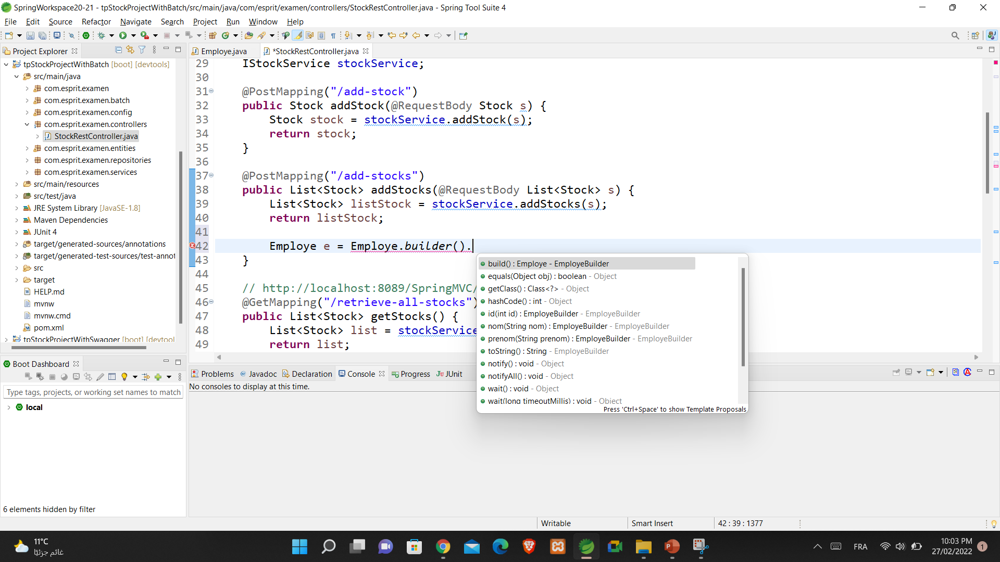 SpringWorkspace20-21 - tpStockProjectWithBatch/src/main/java/com/esprit/examen/controllers/StockRestController.java - Spring Tool Suite 4
File Edit Source Refactor Navigate Search Project Run Window Help
Project Explorer
tpStockProjectWithBatch [boot] [devtools]
src/main/java
com.esprit.examen
com.esprit.examen.batch
com.esprit.examen.config
com.esprit.examen.controllers
StockRestController.java
com.esprit.examen.entities
com.esprit.examen.repositories
com.esprit.examen.services
src/main/resources
src/test/java
JRE System Library [JavaSE-1.8]
Maven Dependencies
JUnit 4
target/generated-sources/annotations
target/generated-test-sources/test-annot
src
target
HELP.md
mvnw
mvnw.cmd
pom.xml
tpStockProjectWithSwagger [boot] [devtool
Boot Dashboard
Type tags, projects, or working set names to match
local
6 elements hidden by filter
Employe.java *StockRestController.java
29 IStockService stockService;
30
31 @PostMapping("/add-stock")
32 public Stock addStock(@RequestBody Stock s) {
33 Stock stock = stockService.addStock(s);
34 return stock;
35 }
36
37 @PostMapping("/add-stocks")
38 public List<Stock> addStocks(@RequestBody List<Stock> s) {
39 List<Stock> listStock = stockService.addStocks(s);
40 return listStock;
41
42 Employe e = Employe.builder().
43 }
44
45 // http://localhost:8089/SpringMVC/
46 @GetMapping("/retrieve-all-stocks")
47 public List<Stock> getStocks() {
48 List<Stock> list = stockService
49 return list;
build() : Employe - EmployeBuilder
equals(Object obj) : boolean - Object
getClass() : Class<?> - Object
hashCode() : int - Object
id(int id) : EmployeBuilder - EmployeBuilder
nom(String nom) : EmployeBuilder - EmployeBuilder
prenom(String prenom) : EmployeBuilder - EmployeBuilder
toString() : String - EmployeBuilder
notify() : void - Object
notifyAll() : void - Object
wait() : void - Object
wait(long timeoutMillis) : void - Object
Press 'Ctrl+Space' to show Template Proposals
Problems @ Javadoc Declaration Console Progress JUnit
No consoles to display at this time.
Writable Smart Insert 42 : 39 : 1377
11°C
غائم جزئيًا
FRA
10:03 PM
27/02/2022
1